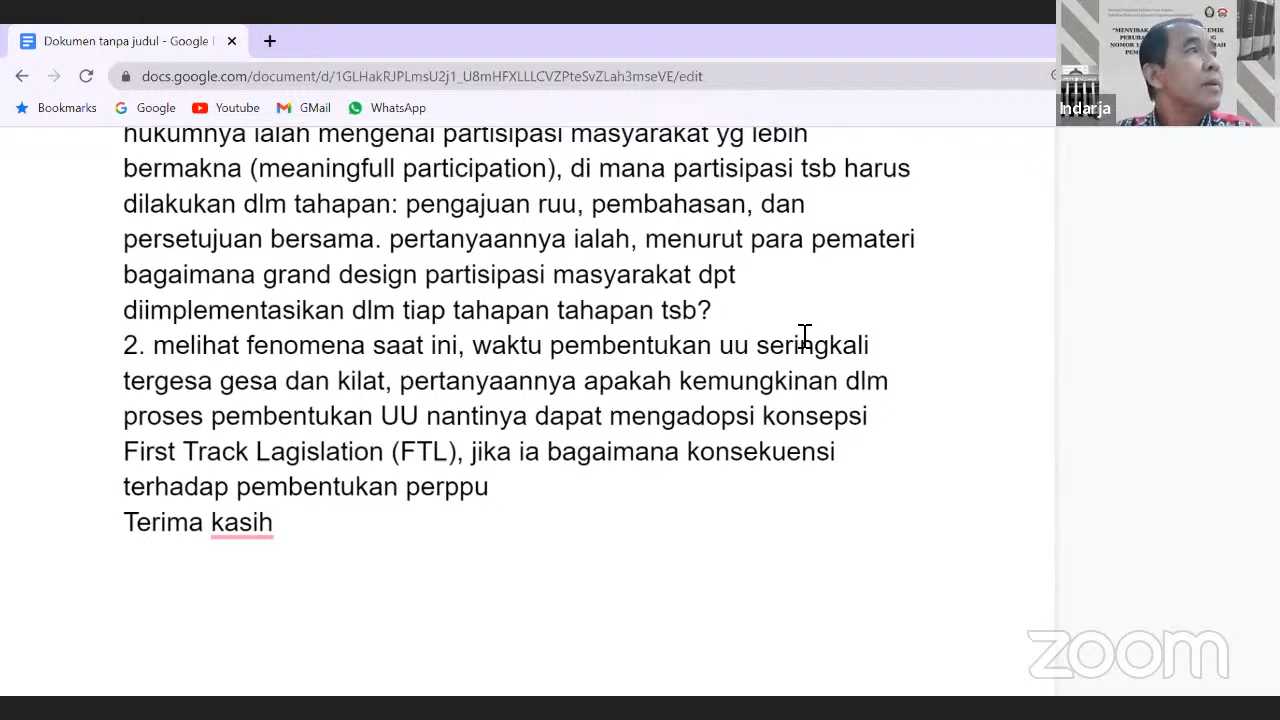 Dokumen tanpa judul - Google D
docs.google.com/document/d/1GLHakRJPLmsU2j1_U8mHFXLLLCVZPteSvZLah3mseVE/edit
Bookmarks Google Youtube GMail WhatsApp
hukumnya ialah mengenai partisipasi masyarakat yg lebih
bermakna (meaningfull participation), di mana partisipasi tsb harus
dilakukan dlm tahapan: pengajuan ruu, pembahasan, dan
persetujuan bersama. pertanyaannya ialah, menurut para pemateri
bagaimana grand design partisipasi masyarakat dpt
diimplementasikan dlm tiap tahapan tahapan tsb?
2. melihat fenomena saat ini, waktu pembentukan uu seringkali
tergesa gesa dan kilat, pertanyaannya apakah kemungkinan dlm
proses pembentukan UU nantinya dapat mengadopsi konsepsi
First Track Lagislation (FTL), jika ia bagaimana konsekuensi
terhadap pembentukan perppu
Terima kasih
"MENYIBAK
NOMOR
Indarja
zoom